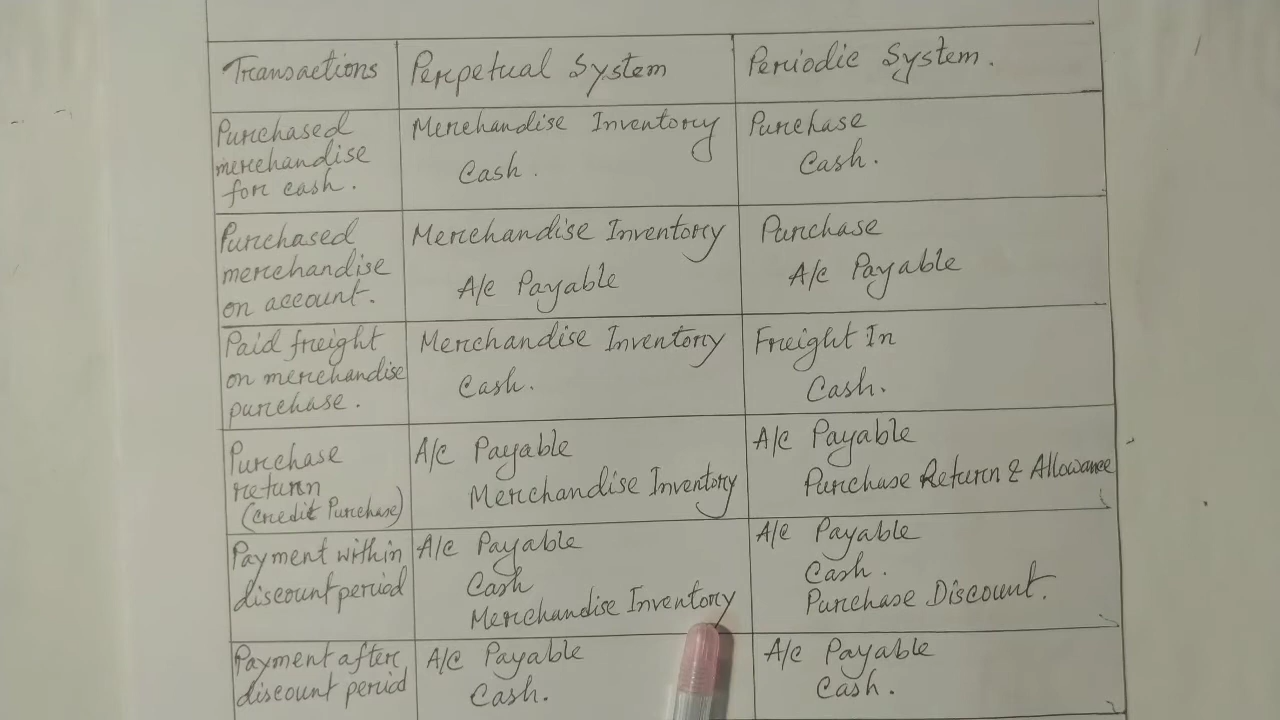 Transactions
Perpetual System
Periodic System.
Purchased
merchandise
for cash.
Merchandise Inventory
Cash.
Purchase
Cash.
Purchased
merchandise
on account.
Merchandise Inventory
A/c Payable
Purchase
A/c Payable
Paid freight
on merchandise
purchase.
Merchandise Inventory
Cash.
Freight In
Cash.
Purchase
return
(credit Purchase)
A/c Payable
Merchandise Inventory
A/c Payable
Purchase Return & Allowance
Payment within
discount period
A/c Payable
Cash
Merchandise Inventory
A/c Payable
Cash.
Purchase Discount.
Payment after
discount period
A/c Payable
Cash.
A/c Payable
Cash.